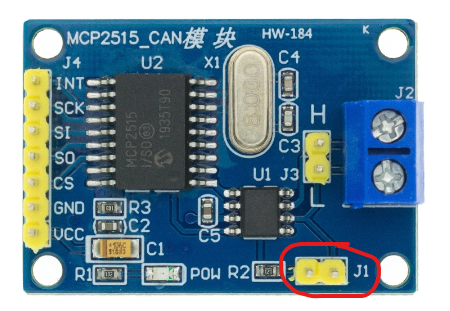 MCP2515_CAN模块 HW-184 K
J4 U2 X1 C4
INT
SCK
SI
SO
CS
GND
VCC
MCP2515
I/SO
1935T90
8.000
J2
H
C3
J3
L
U1
R3
C2
C1
C5
R1 POW R2 J1